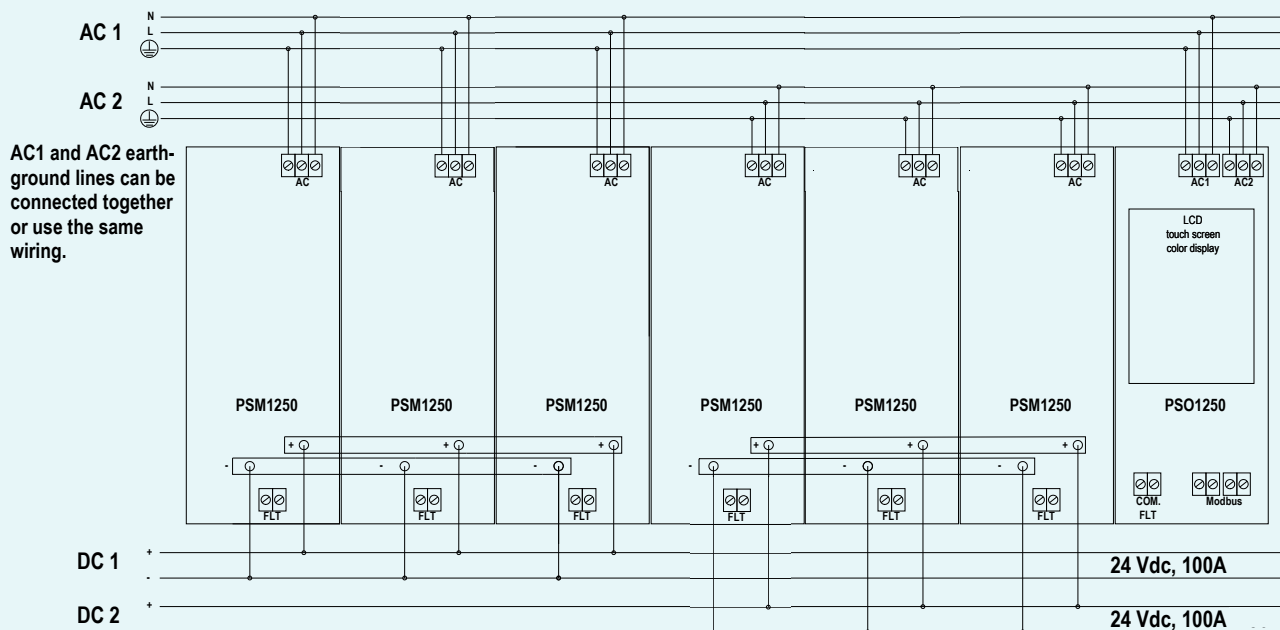 N
AC 1 L
N
AC 2 L
AC1 and AC2 earth-
ground lines can be
connected together
or use the same
wiring.
AC AC AC AC AC AC AC1 AC2
LCD
touch screen
color display
PSM1250 PSM1250 PSM1250 PSM1250 PSM1250 PSM1250 PSO1250
+ + + + + +
- - - - - -
FLT FLT FLT FLT FLT FLT
COM. Modbus
FLT
+
DC 1 24 Vdc, 100A
-
+
DC 2 24 Vdc, 100A